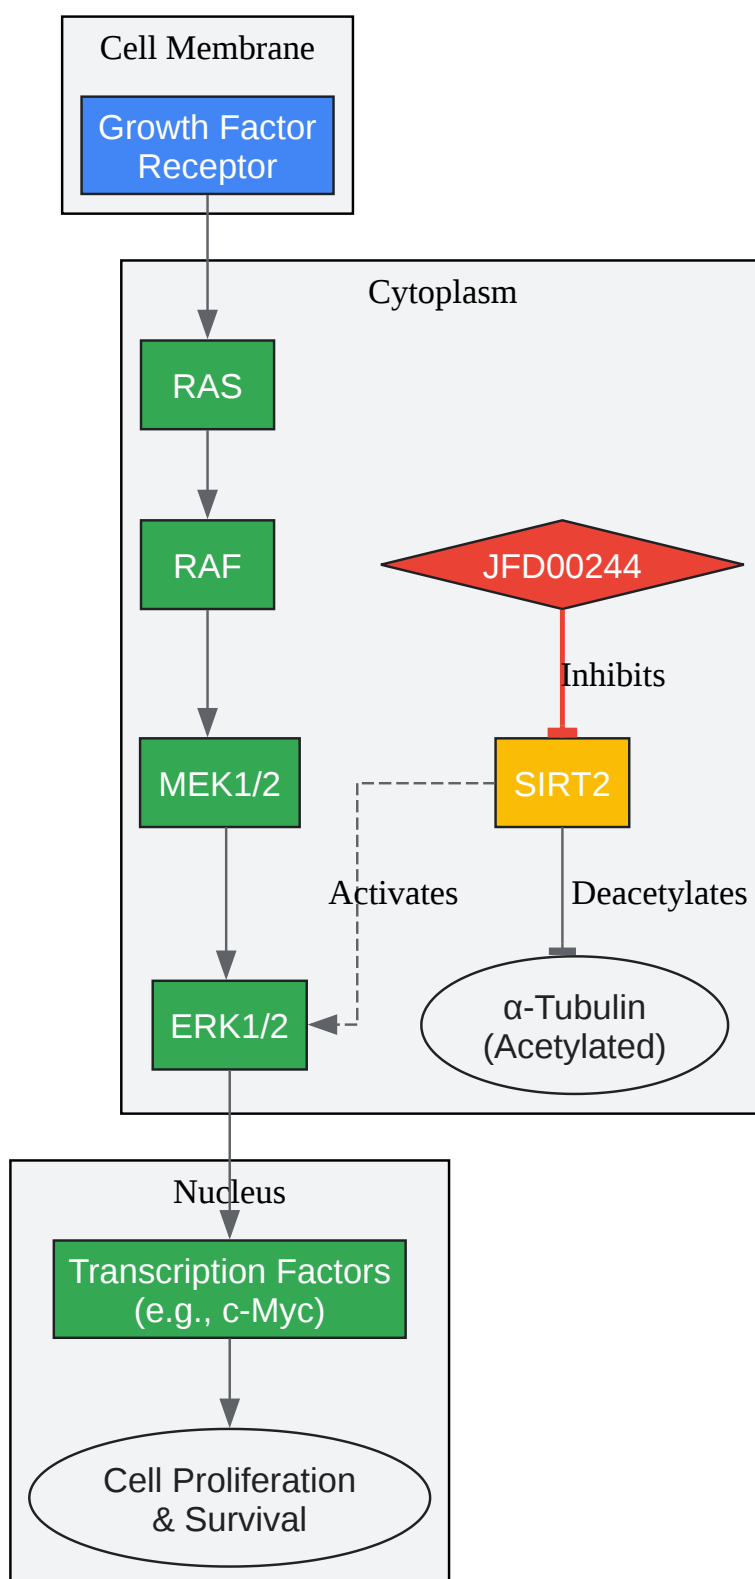 Cell Membrane
Growth Factor
Receptor
Cytoplasm
RAS
RAF
JFD00244
Inhibits
MEK1/2
SIRT2
Activates
Deacetylates
ERK1/2
α-Tubulin
(Acetylated)
Nucleus
Transcription Factors
(e.g., c-Myc)
Cell Proliferation
& Survival